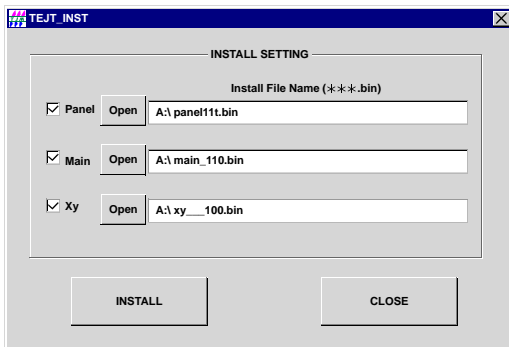 TEJT_INST
INSTALL SETTING
Install File Name (***.bin)
Panel Open A:\ panel11t.bin
Main Open A:\ main_110.bin
Xy Open A:\ xy___100.bin
INSTALL CLOSE